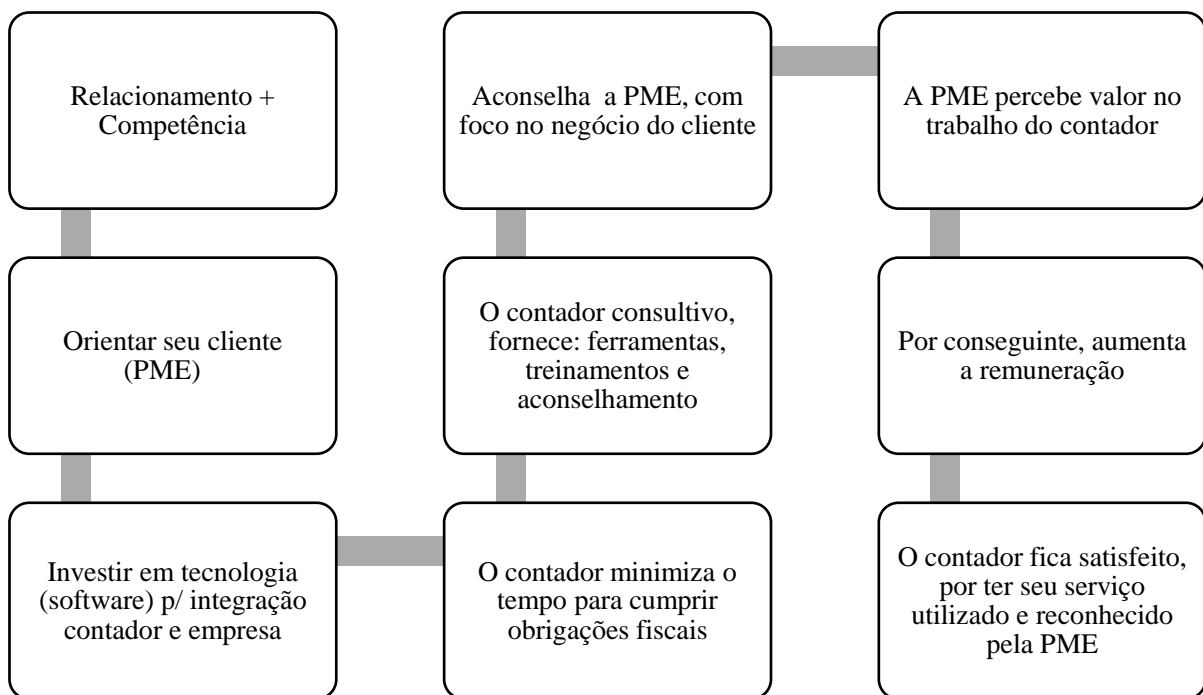 Relacionamento +
Competência
Orientar seu cliente
(PME)
Investir em tecnologia
(software) p/ integração
contador e empresa
O contador minimiza o
tempo para cumprir
obrigações fiscais
O contador consultivo,
fornece: ferramentas,
treinamentos e
aconselhamento
Aconselha  a PME, com
foco no negócio do cliente
A PME percebe valor no
trabalho do contador
Por conseguinte, aumenta
a remuneração
O contador fica satisfeito,
por ter seu serviço
utilizado e reconhecido
pela PME